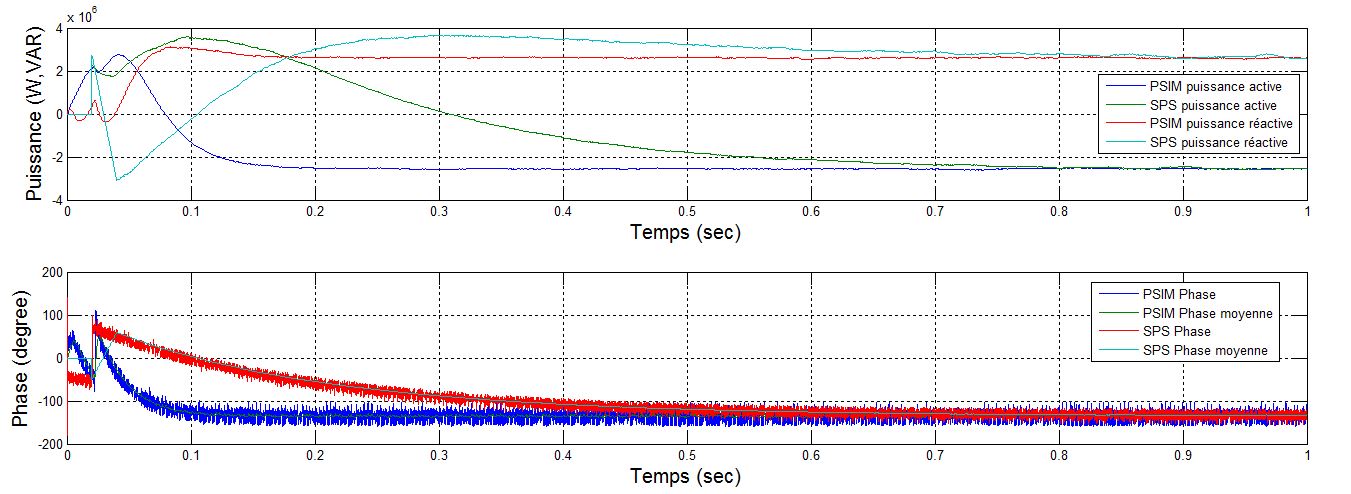 x 10⁶
4
2
0
-2
-4
Puissance (W,VAR)
PSIM puissance active
SPS puissance active
PSIM puissance réactive
SPS puissance réactive
0 0.1 0.2 0.3 0.4 0.5 0.6 0.7 0.8 0.9 1
Temps (sec)
200
100
0
-100
-200
Phase (degree)
PSIM Phase
PSIM Phase moyenne
SPS Phase
SPS Phase moyenne
0 0.1 0.2 0.3 0.4 0.5 0.6 0.7 0.8 0.9 1
Temps (sec)